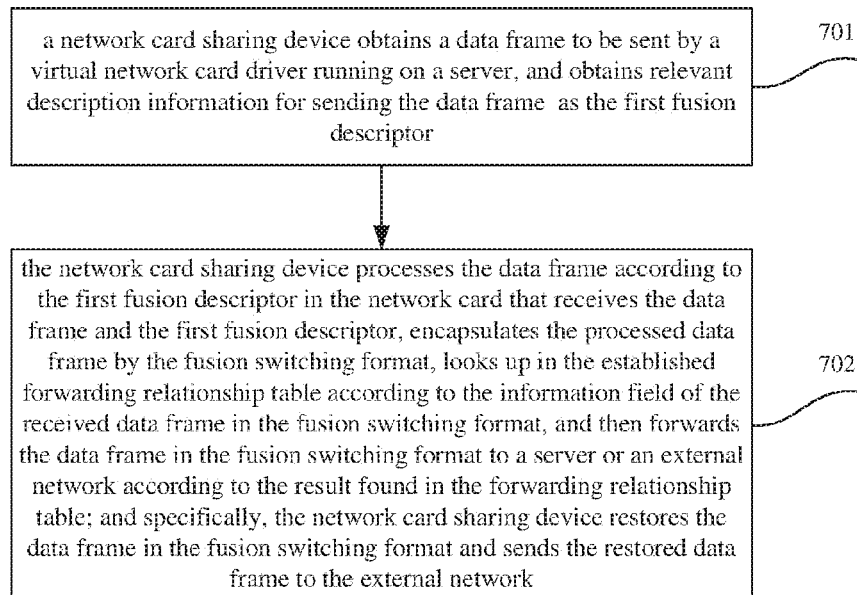 a network card sharing device obtains a data frame to be sent by a
virtual network card driver running on a server, and obtains relevant
description information for sending the data frame as the first fusion
descriptor
701
the network card sharing device processes the data frame according to
the first fusion descriptor in the network card that receives the data
frame and the first fusion descriptor, encapsulates the processed data
frame by the fusion switching format, looks up in the established
forwarding relationship table according to the information field of the
received data frame in the fusion switching format, and then forwards
the data frame in the fusion switching format to a server or an external
network according to the result found in the forwarding relationship
table; and specifically, the network card sharing device restores the
data frame in the fusion switching format and sends the restored data
frame to the external network
702